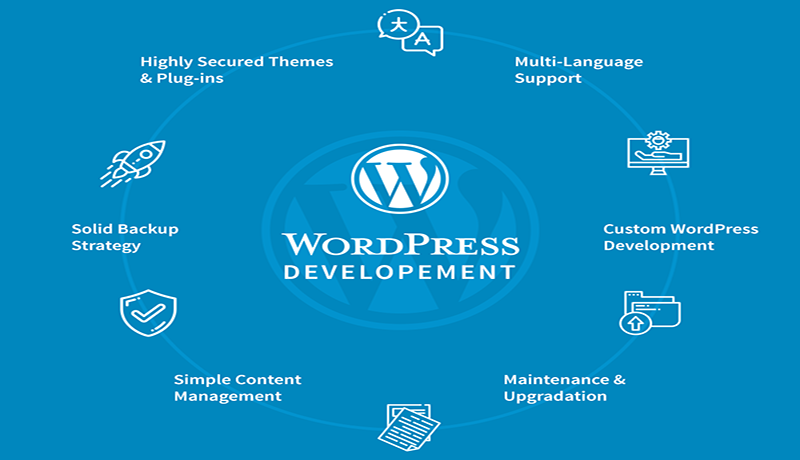 大
A
Highly Secured Themes
& Plug-ins
Multi-Language
Support
Solid Backup
Strategy
W
WORDPRESS
DEVELOPEMENT
Custom WordPress
Development
Simple Content
Management
Maintenance &
Upgradation